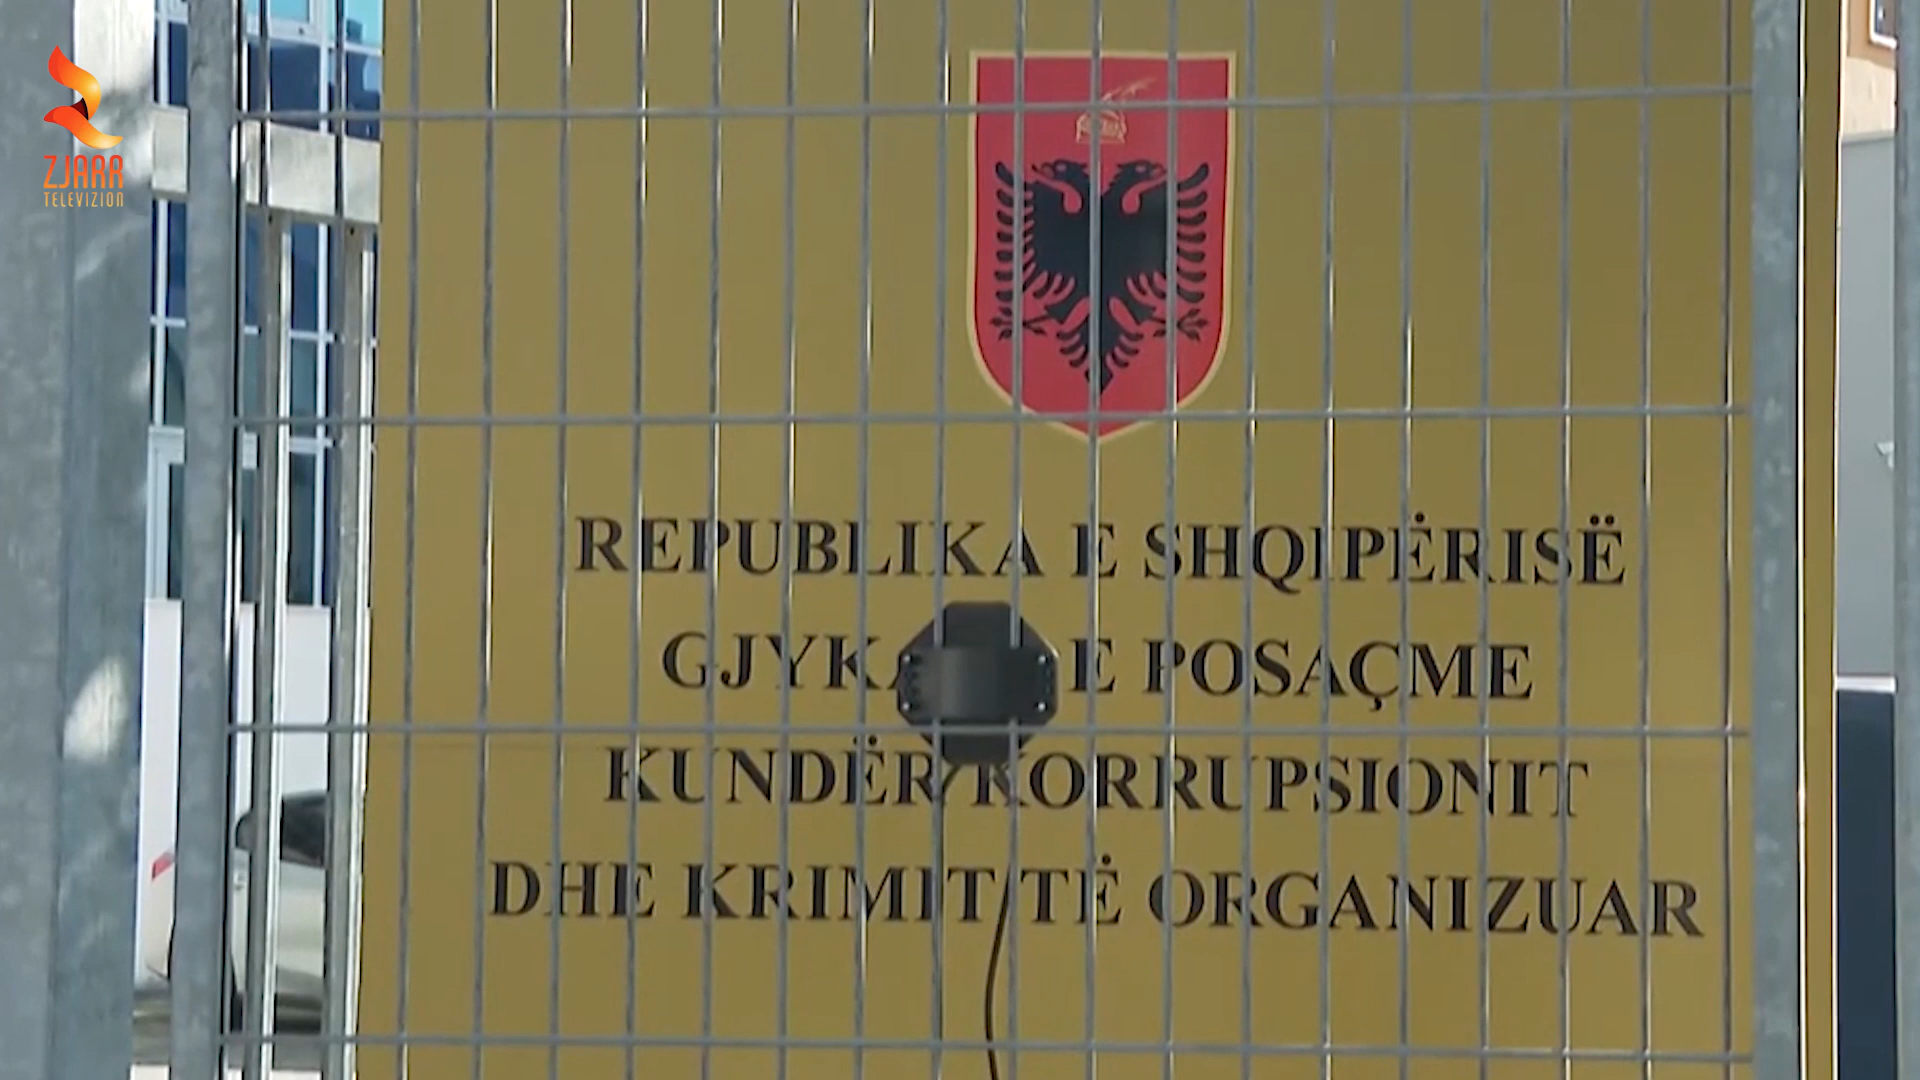 ZJARR
TELEVIZION
REPUBLIKA E SHQIPËRISË
E POSAÇME
KUNDËR KORRUPSIONIT
DHE KRIMIT TË ORGANIZUAR